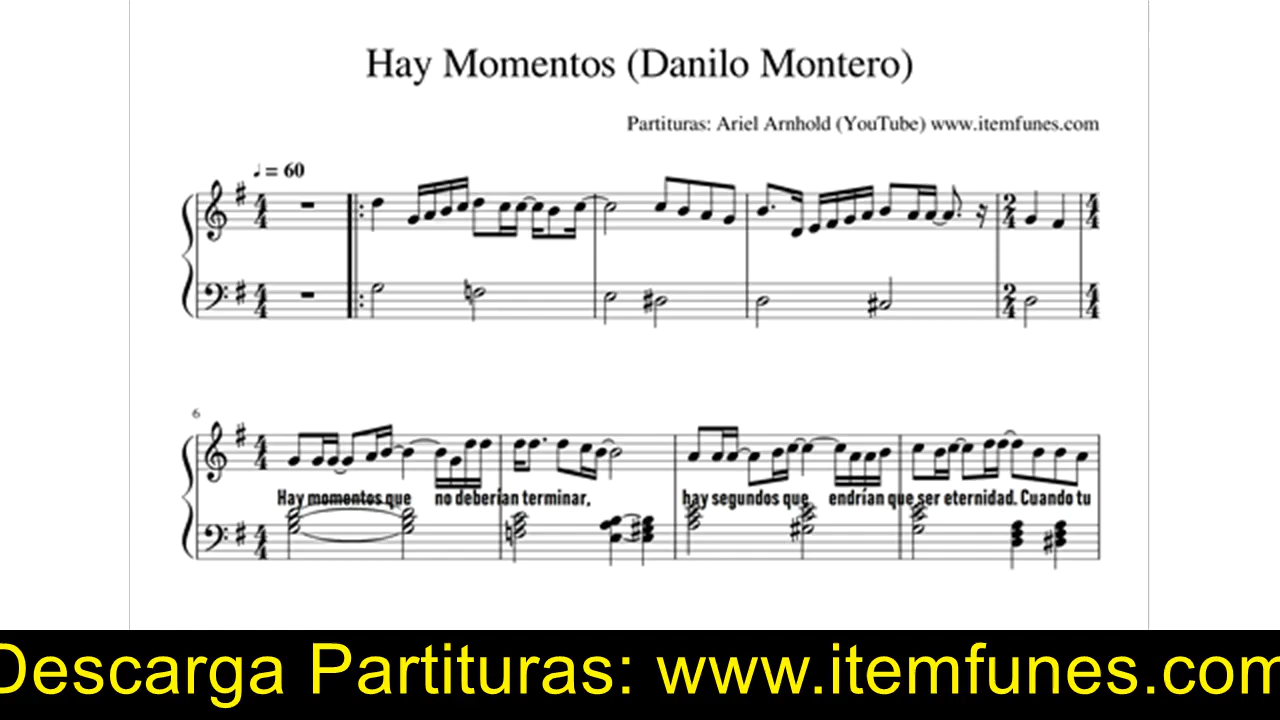 Hay Momentos (Danilo Montero)
Partituras: Ariel Arnhold (YouTube) www.itemfunes.com
♩ = 60
6
Hay momentos que no deberían terminar, hay segundos que endrían que ser eternidad. Cuando tu
Descarga Partituras: www.itemfunes.com